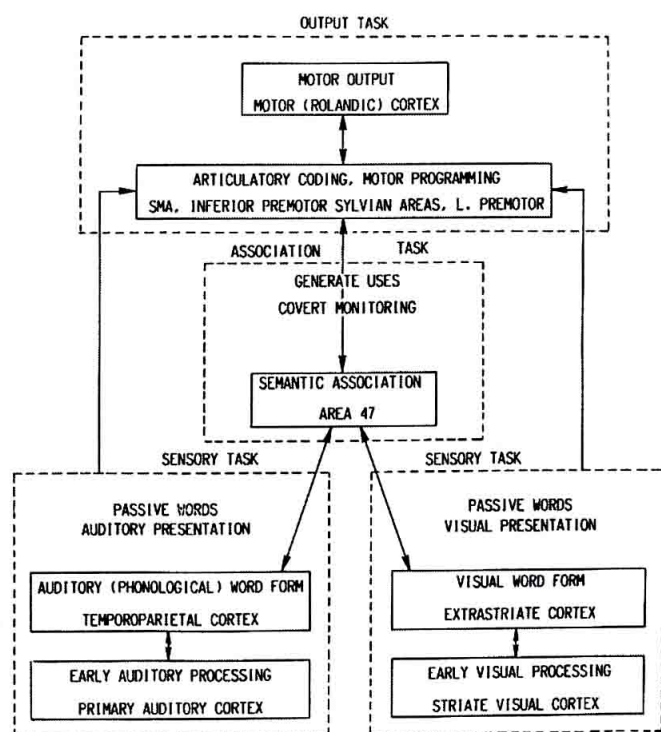 OUTPUT TASK
MOTOR OUTPUT
MOTOR (ROLANDIC) CORTEX
ARTICULATORY CODING, MOTOR PROGRAMMING
SMA, INFERIOR PREMOTOR SYLVIAN AREAS, L. PREMOTOR
ASSOCIATION TASK
GENERATE USES
COVERT MONITORING
SEMANTIC ASSOCIATION
AREA 47
SENSORY TASK
PASSIVE WORDS
AUDITORY PRESENTATION
AUDITORY (PHONOLOGICAL) WORD FORM
TEMPOROPARIETAL CORTEX
EARLY AUDITORY PROCESSING
PRIMARY AUDITORY CORTEX
SENSORY TASK
PASSIVE WORDS
VISUAL PRESENTATION
VISUAL WORD FORM
EXTRASTRIATE CORTEX
EARLY VISUAL PROCESSING
STRIATE VISUAL CORTEX